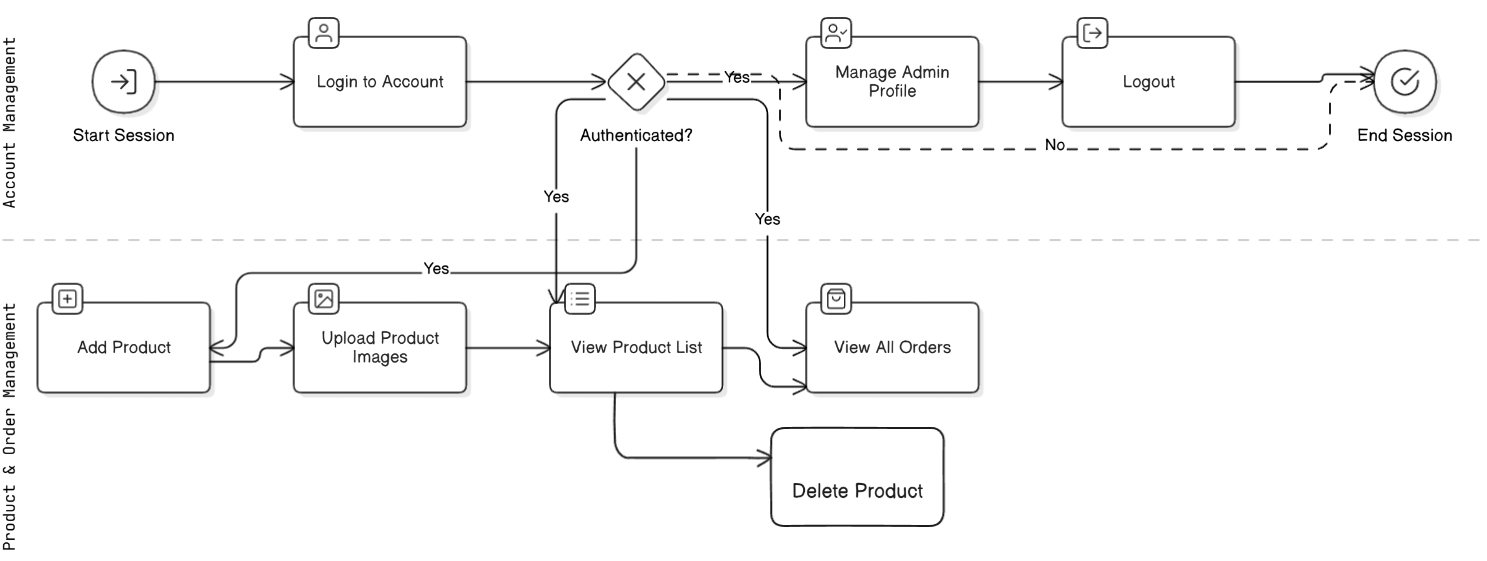 Account Management
Start Session
Login to Account
Authenticated?
Yes
Manage Admin
Profile
Logout
No
End Session
Yes
Yes
Yes
Product & Order Management
Add Product
Upload Product
Images
View Product List
View All Orders
Delete Product